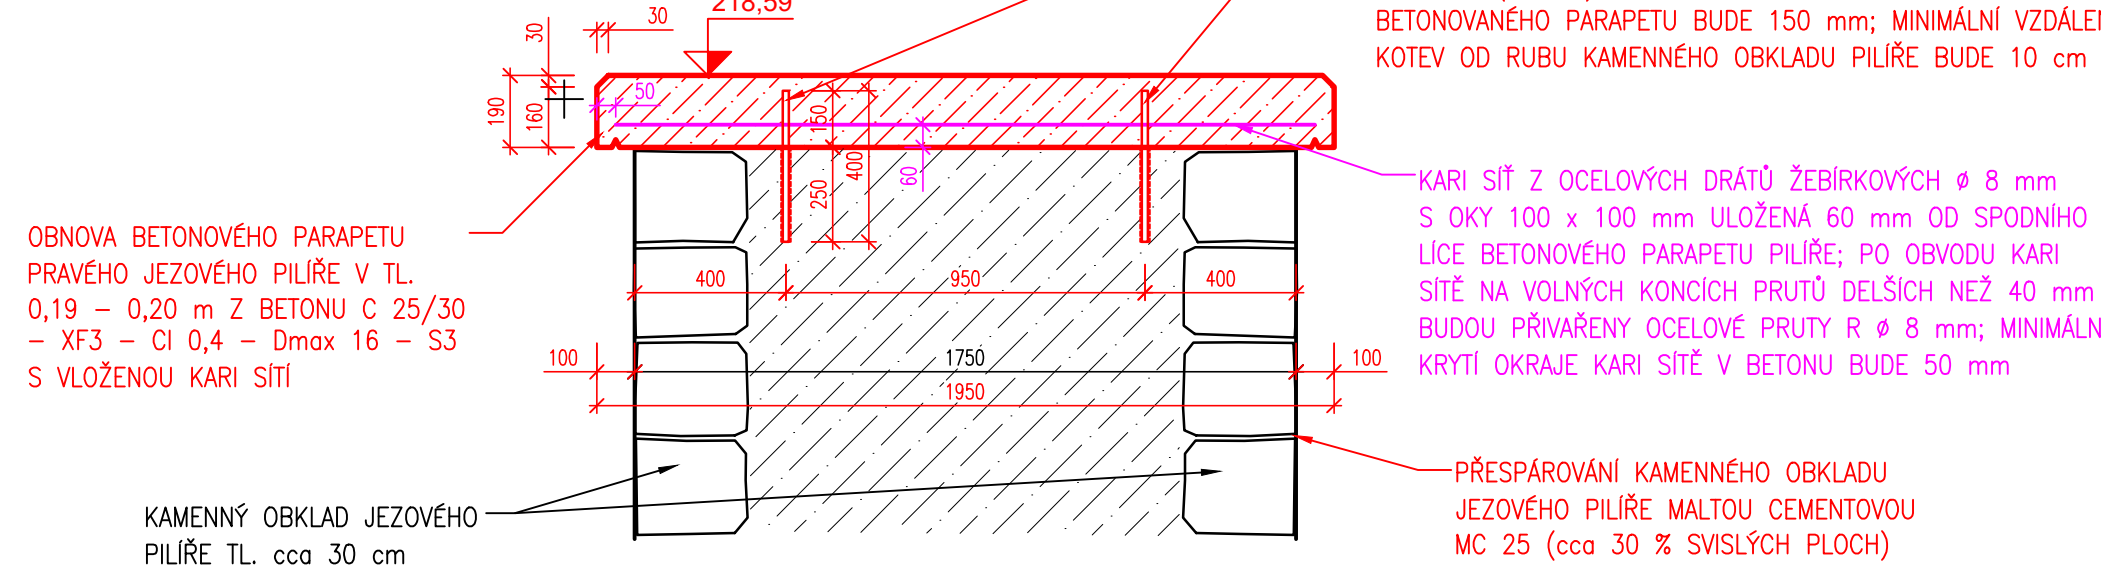 218,59
30
30
BETONOVANÉHO PARAPETU BUDE 150 mm; MINIMÁLNÍ
KOTEV OD RUBU KAMENNÉHO OBKLADU PILÍŘE BUDE 10 cm
190
160
50
150
400
250
60
KARI SÍŤ Z OCELOVÝCH DRÁTŮ ŽEBÍRKOVÝCH ø 8 mm
S OKY 100 x 100 mm ULOŽENÁ 60 mm OD SPODNÍHO
LÍCE BETONOVÉHO PARAPETU PILÍŘE; PO OBVODU KARI
SÍTĚ NA VOLNÝCH KONCÍCH PRUTŮ DELŠÍCH NEŽ 40 mm
BUDOU PŘIVAŘENY OCELOVÉ PRUTY R ø 8 mm; MINIMÁLN
KRYTÍ OKRAJE KARI SÍTĚ V BETONU BUDE 50 mm
OBNOVA BETONOVÉHO PARAPETU
PRAVÉHO JEZOVÉHO PILÍŘE V TL.
0,19 – 0,20 m Z BETONU C 25/30
– XF3 – Cl 0,4 – Dmax 16 – S3
S VLOŽENOU KARI SÍTÍ
400 950 400
100 1750 100
1950
KAMENNÝ OBKLAD JEZOVÉHO
PILÍŘE TL. cca 30 cm
PŘESPÁROVÁNÍ KAMENNÉHO OBKLADU
JEZOVÉHO PILÍŘE MALTOU CEMENTOVOU
MC 25 (cca 30 % SVISLÝCH PLOCH)